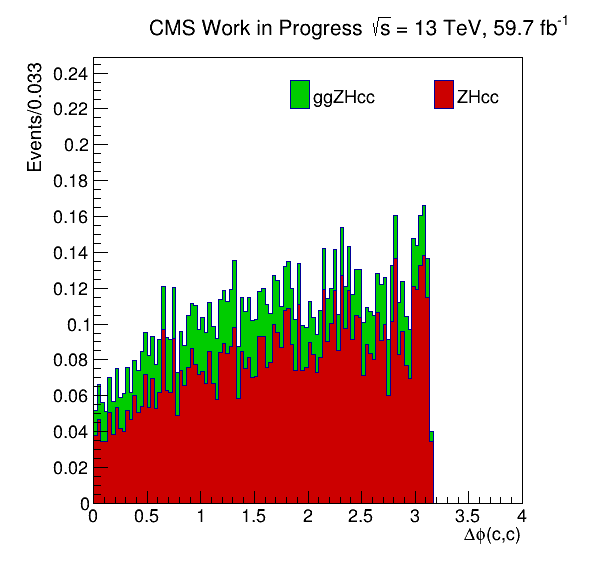 CMS Work in Progress √s = 13 TeV, 59.7 fb⁻¹
Events/0.033
0.24
0.22
0.2
0.18
0.16
0.14
0.12
0.1
0.08
0.06
0.04
0.02
0
ggZHcc
ZHcc
0 0.5 1 1.5 2 2.5 3 3.5 4
Δϕ(c,c)